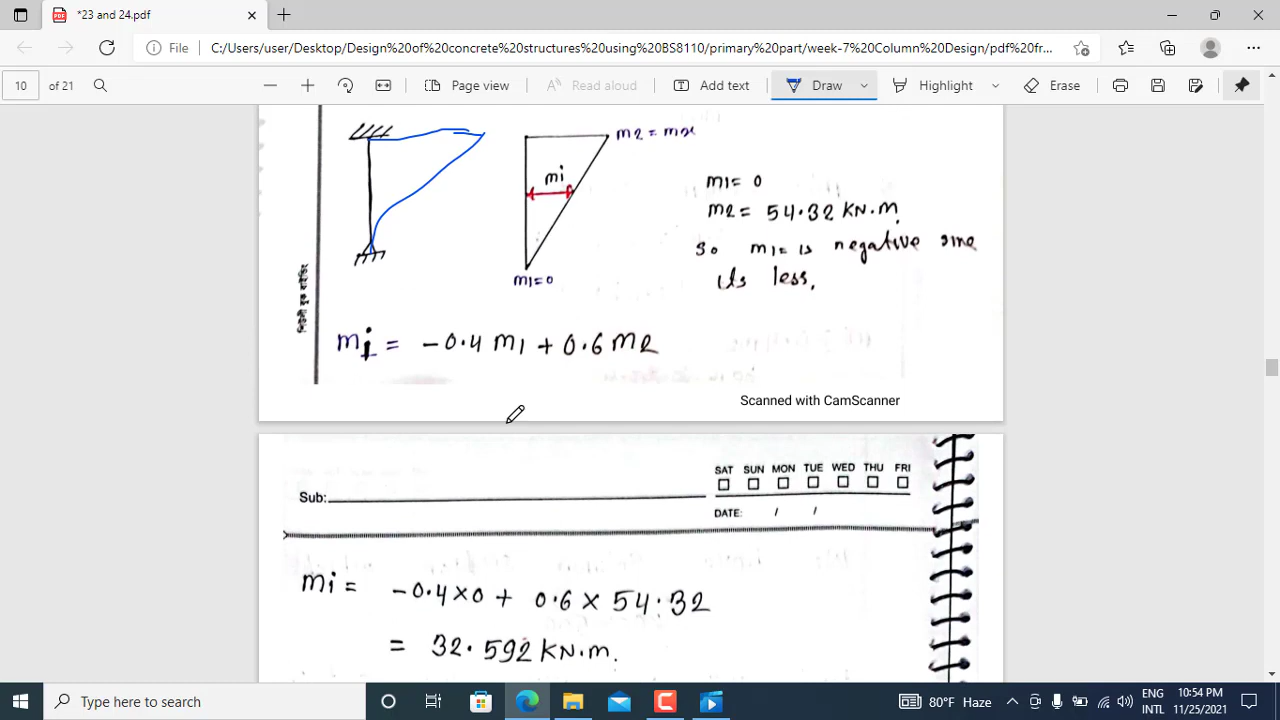 *23 and 24.pdf
File
C:/Users/user/Desktop/Design%20of%20concrete%20structures%20using%20BS8110/primary%20part/week-7%20Column%20Design/pdf%20fr...
10 of 21
Page view
Read aloud
Add text
Draw
Highlight
Erase
m2 = mx
mi
m1=0
m1= 0
m2= 54.32 KN.m.
So m1= is negative sine
its less.
mi = -0.4 m1 + 0.6 m2
Scanned with CamScanner
SAT SUN MON TUE WED THU FRI
Sub:
DATE: / /
mi = -0.4×0 + 0.6 × 54.32
= 32.592 KN.m.
Type here to search
80°F Haze
ENG
INTL
8:54 PM
11/25/2021